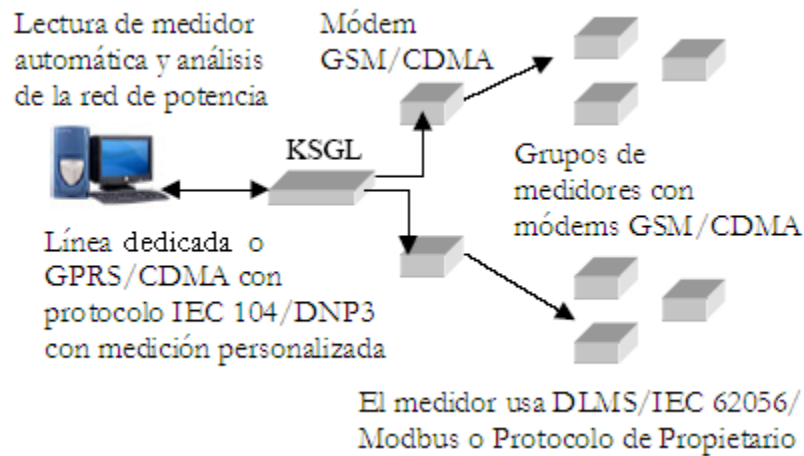 Lectura de medidor
automática y análisis
de la red de potencia
Módem
GSM/CDMA
KSGL
Grupos de
medidores con
módems GSM/CDMA
Línea dedicada o
GPRS/CDMA con
protocolo IEC 104/DNP3
con medición personalizada
El medidor usa DLMS/IEC 62056/
Modbus o Protocolo de Propietario